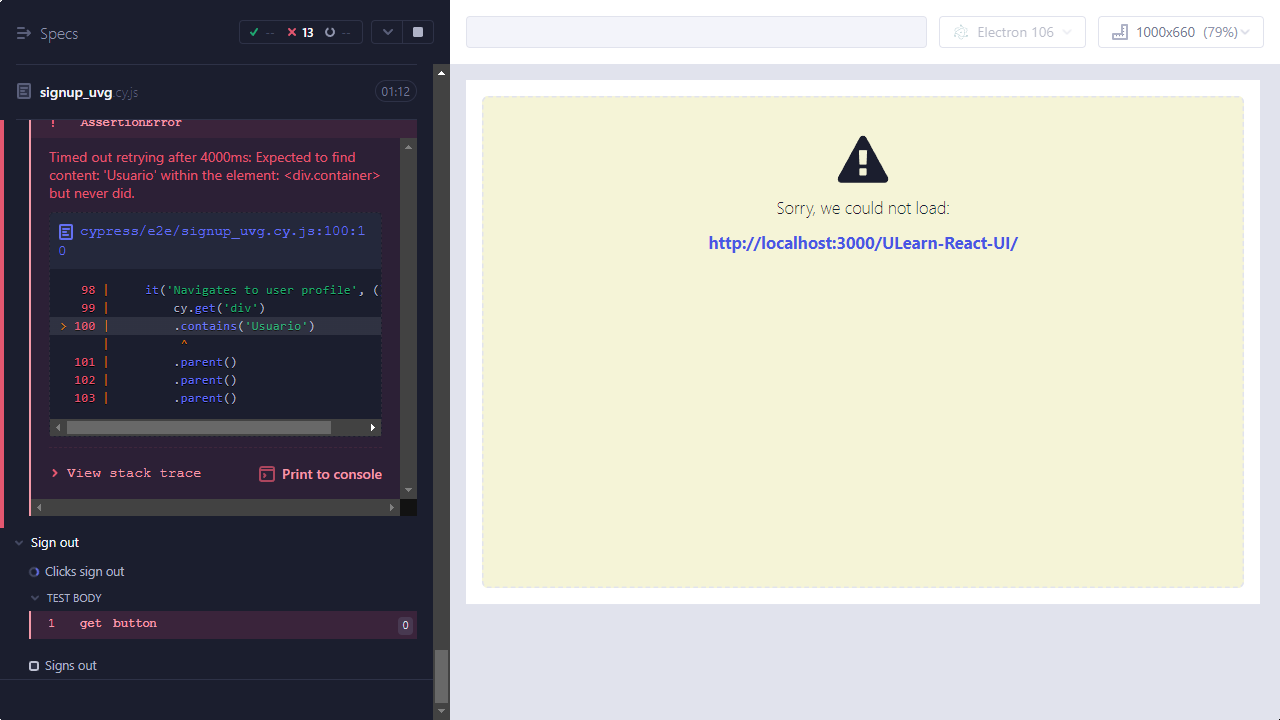 Specs
-- 13 --
Electron 106
1000x660 (79%)
signup_uvg.cy.js
01:12
! AssertionError
Timed out retrying after 4000ms: Expected to find
content: 'Usuario' within the element: <div.container>
but never did.
cypress/e2e/signup_uvg.cy.js:100:1
0
98 | it('Navigates to user profile', (
99 | cy.get('div')
> 100 | .contains('Usuario')
| ^
101 | .parent()
102 | .parent()
103 | .parent()
> View stack trace
Print to console
Sign out
Clicks sign out
TEST BODY
1 get button 0
Signs out
Sorry, we could not load:
http://localhost:3000/ULearn-React-UI/